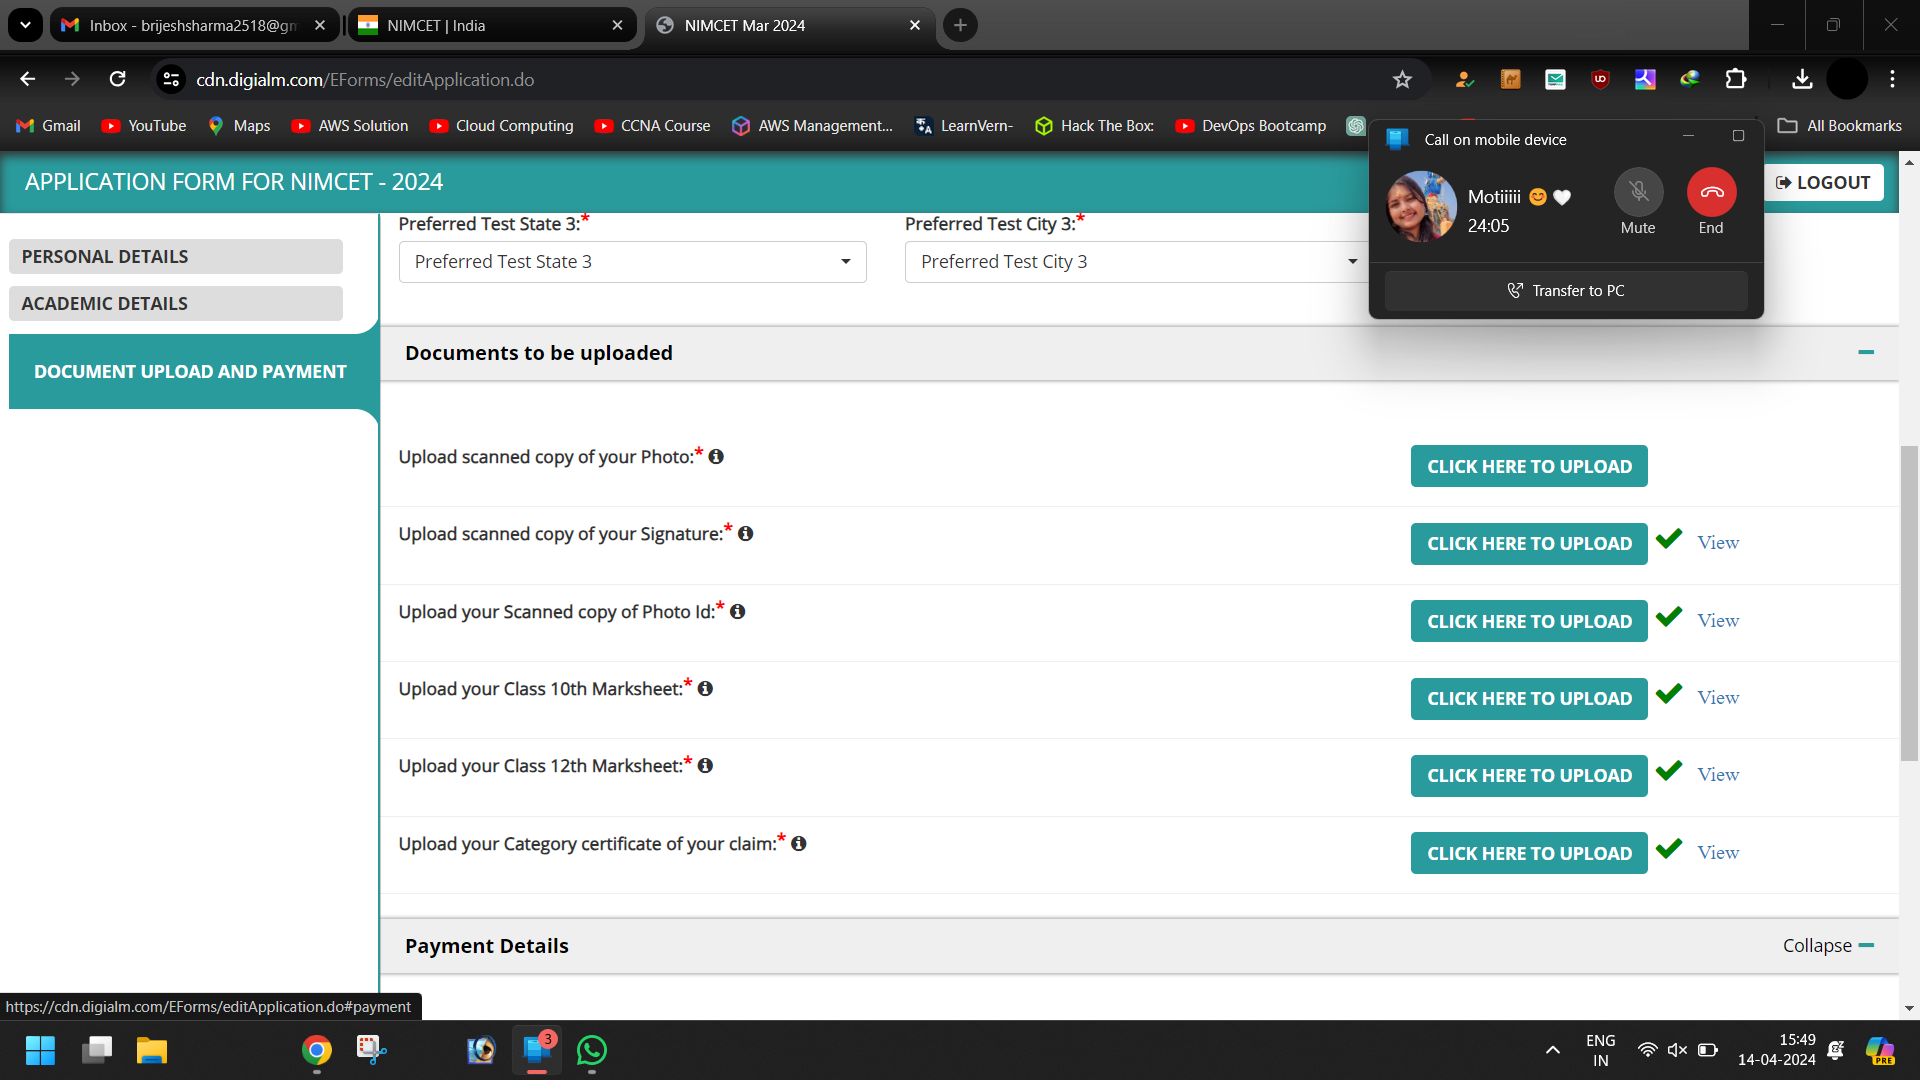 Inbox - brijeshsharma2518@gm
NIMCET | India
NIMCET Mar 2024
cdn.digialm.com/EForms/editApplication.do
Gmail
YouTube
Maps
AWS Solution
Cloud Computing
CCNA Course
AWS Management...
LearnVern-
Hack The Box:
DevOps Bootcamp
All Bookmarks
Call on mobile device
Motiiiii 😊🤍
24:05
Mute
End
Transfer to PC
APPLICATION FORM FOR NIMCET - 2024
LOGOUT
PERSONAL DETAILS
ACADEMIC DETAILS
DOCUMENT UPLOAD AND PAYMENT
Preferred Test State 3:*
Preferred Test City 3:*
Preferred Test State 3
Preferred Test City 3
Documents to be uploaded
Upload scanned copy of your Photo:*
CLICK HERE TO UPLOAD
Upload scanned copy of your Signature:*
CLICK HERE TO UPLOAD View
Upload your Scanned copy of Photo Id:*
CLICK HERE TO UPLOAD View
Upload your Class 10th Marksheet:*
CLICK HERE TO UPLOAD View
Upload your Class 12th Marksheet:*
CLICK HERE TO UPLOAD View
Upload your Category certificate of your claim:*
CLICK HERE TO UPLOAD View
Payment Details
Collapse
https://cdn.digialm.com/EForms/editApplication.do#payment
3
ENG
IN
15:49
14-04-2024
PRE